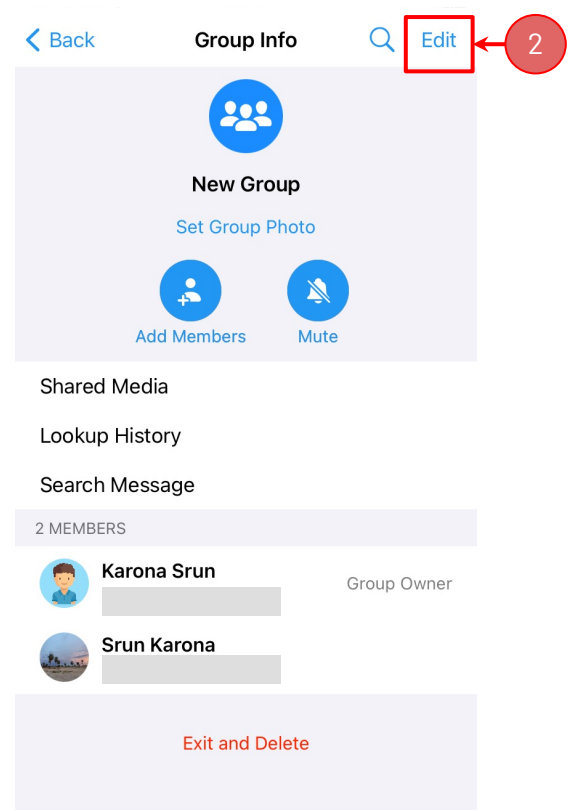 Back Group Info Edit 2
New Group
Set Group Photo
Add Members Mute
Shared Media
Lookup History
Search Message
2 MEMBERS
Karona Srun
Group Owner
Srun Karona
Exit and Delete